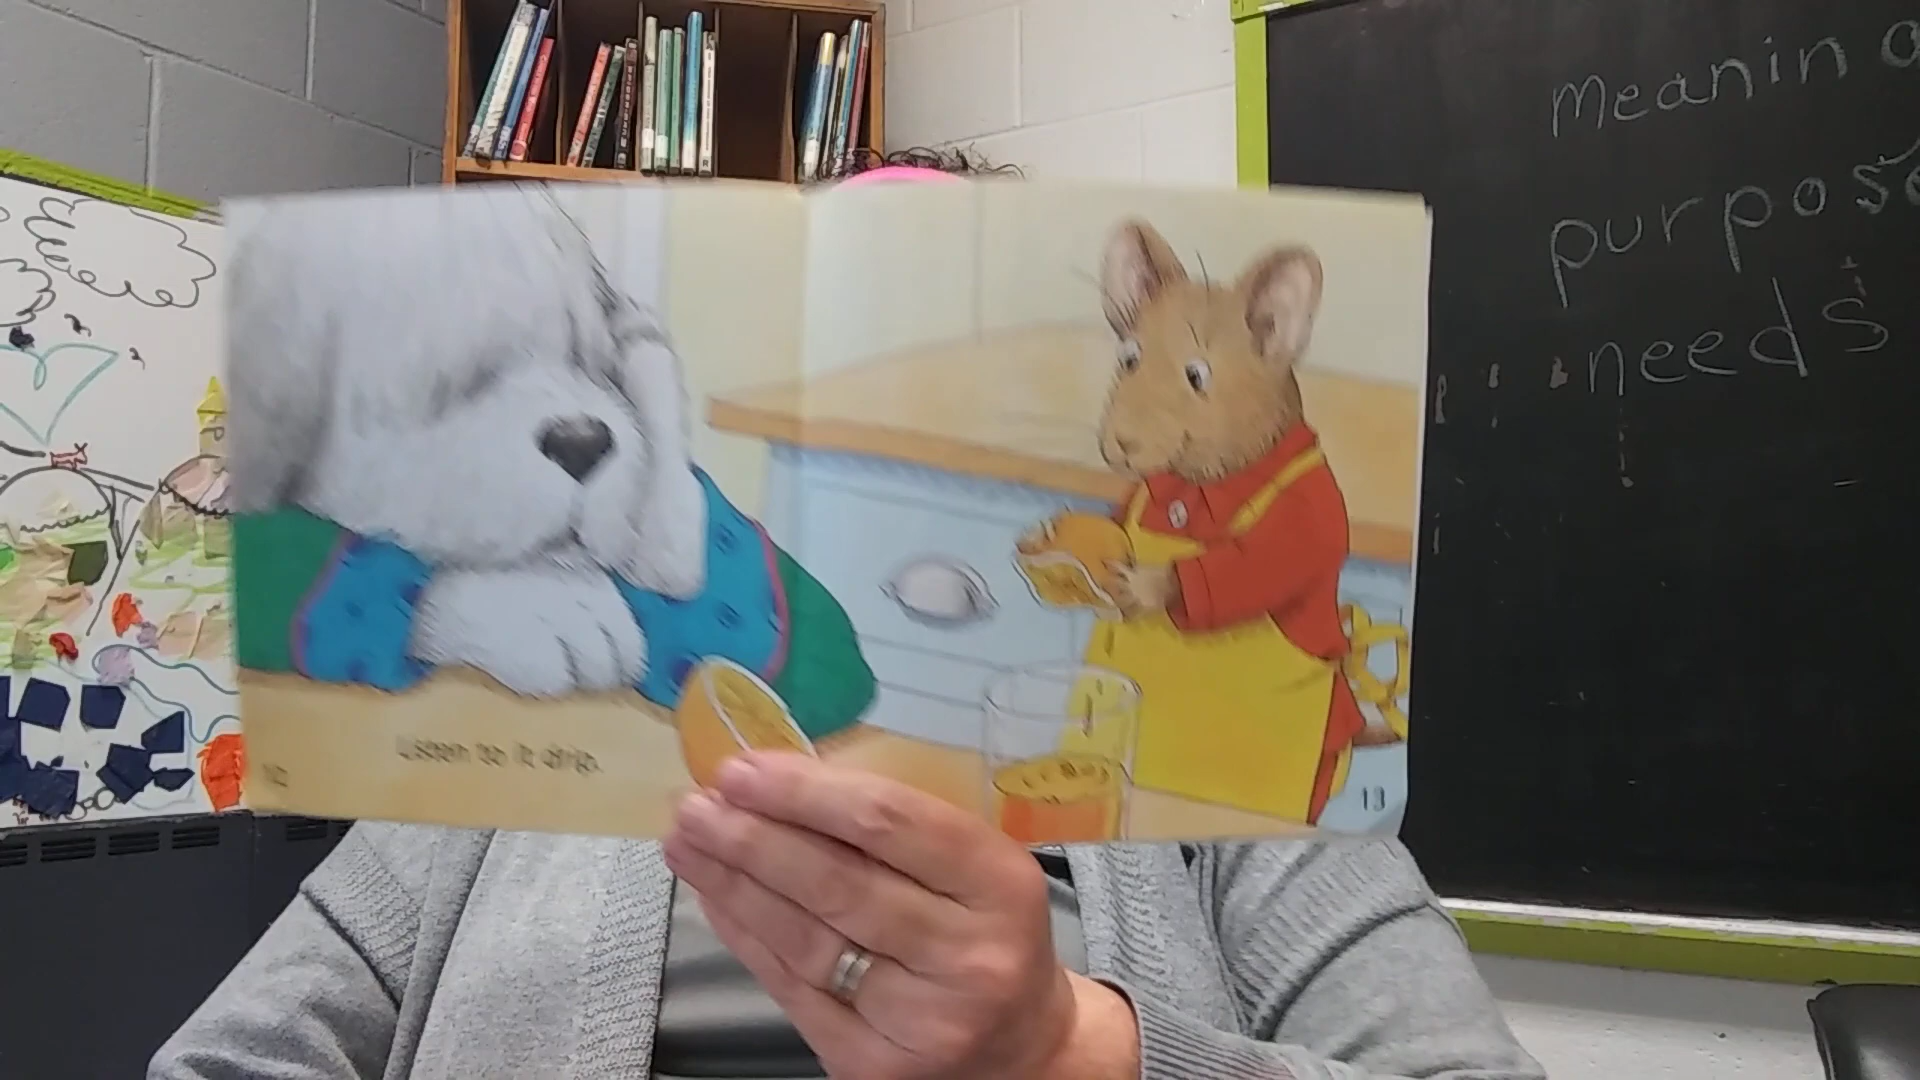 Listen to it drip.
12
13
meaning
purpose
needs